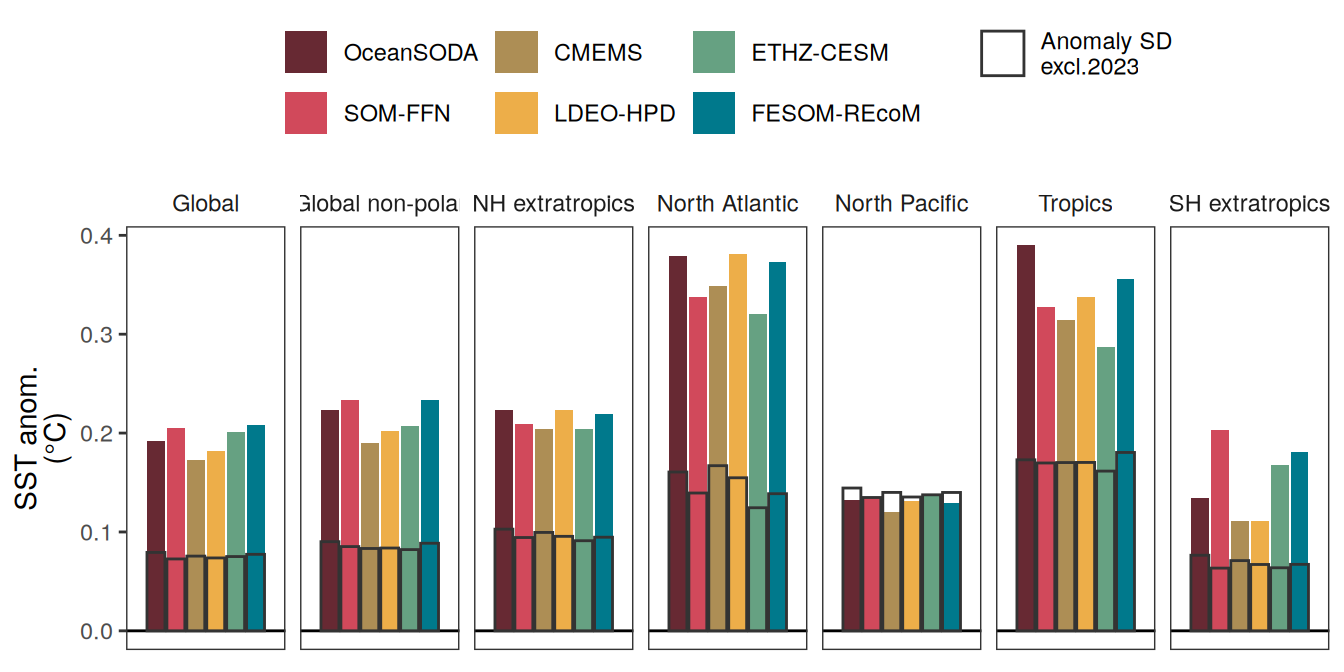 OceanSODA
CMEMS
ETHZ-CESM
Anomaly SD
excl.2023
SOM-FFN
LDEO-HPD
FESOM-REcoM
Global
Global non-polar
NH extratropics
North Atlantic
North Pacific
Tropics
SH extratropics
SST anom.
(°C)
0.4
0.3
0.2
0.1
0.0